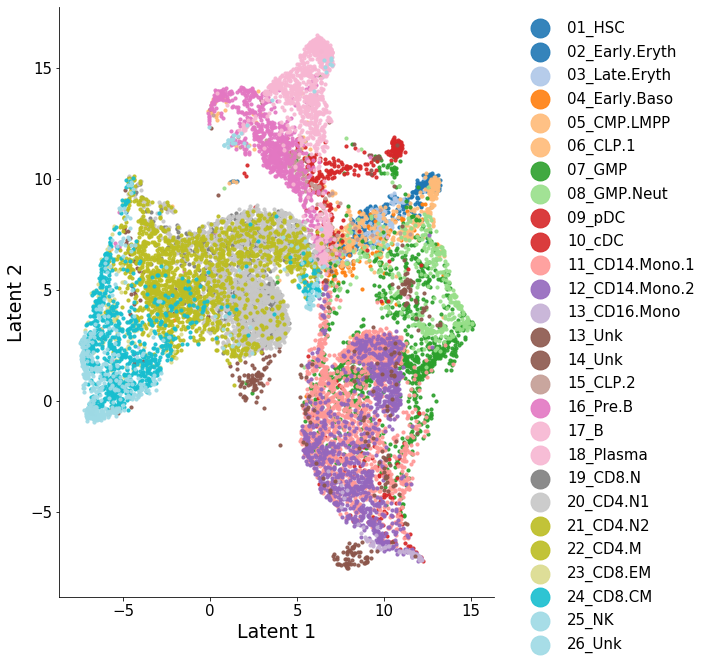 15
10
5
0
−5
−5
0
5
10
15
Latent 1
Latent 2
01_HSC
02_Early.Eryth
03_Late.Eryth
04_Early.Baso
05_CMP.LMPP
06_CLP.1
07_GMP
08_GMP.Neut
09_pDC
10_cDC
11_CD14.Mono.1
12_CD14.Mono.2
13_CD16.Mono
13_Unk
14_Unk
15_CLP.2
16_Pre.B
17_B
18_Plasma
19_CD8.N
20_CD4.N1
21_CD4.N2
22_CD4.M
23_CD8.EM
24_CD8.CM
25_NK
26_Unk